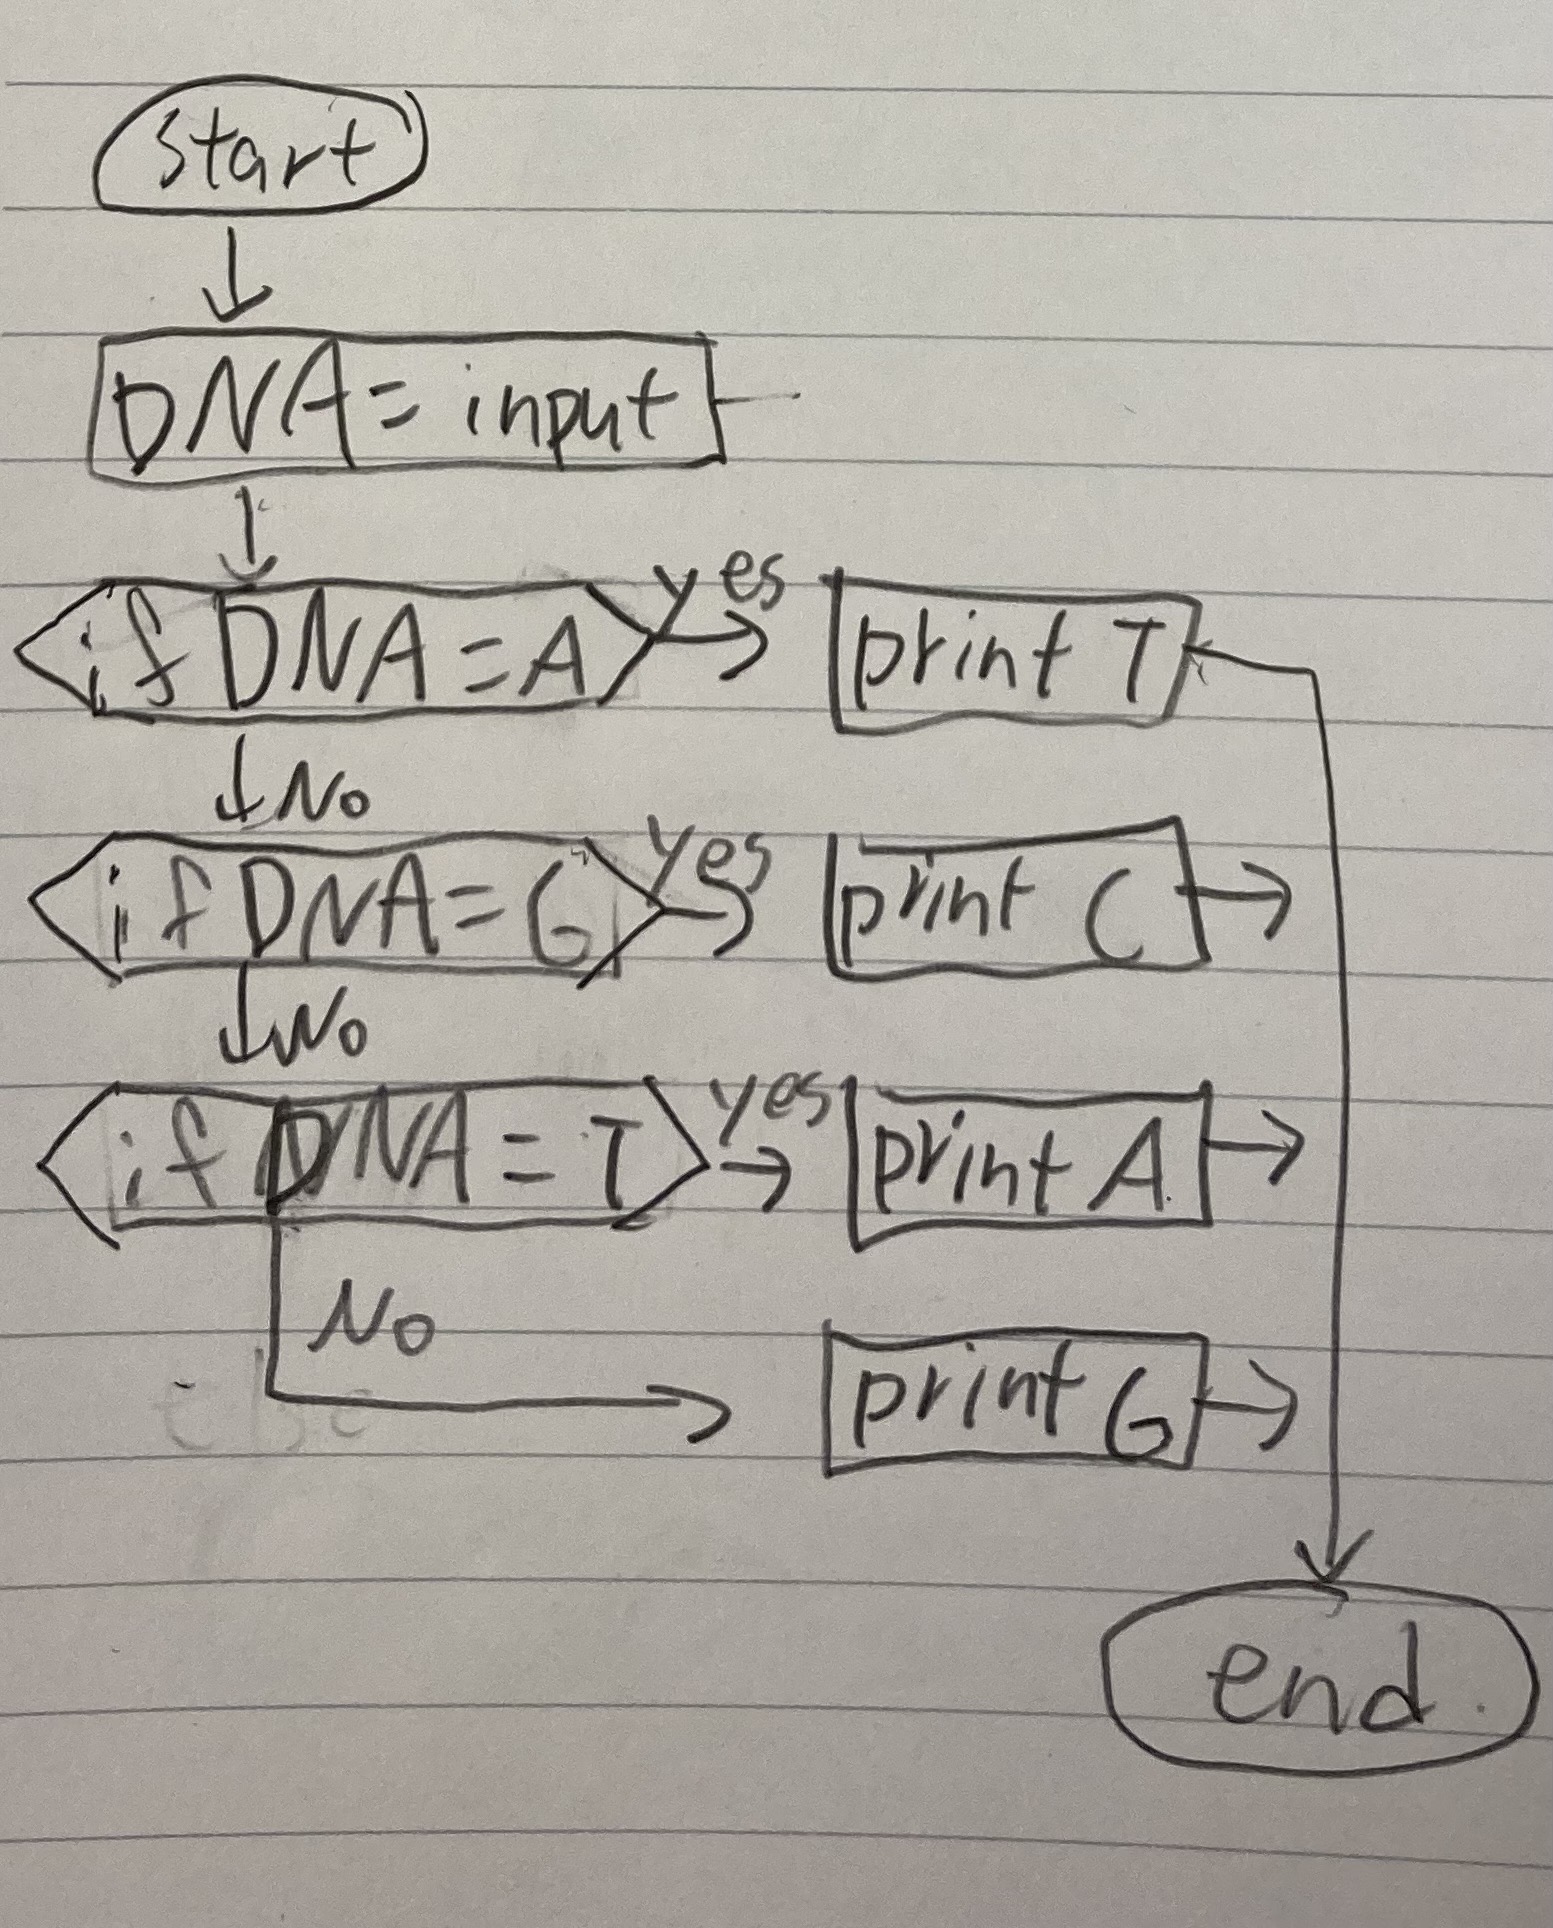 start
DNA = input
if DNA = A
yes
print T
No
if DNA = G
yes
print C
No
if DNA = T
yes
print A
No
else
print G
end